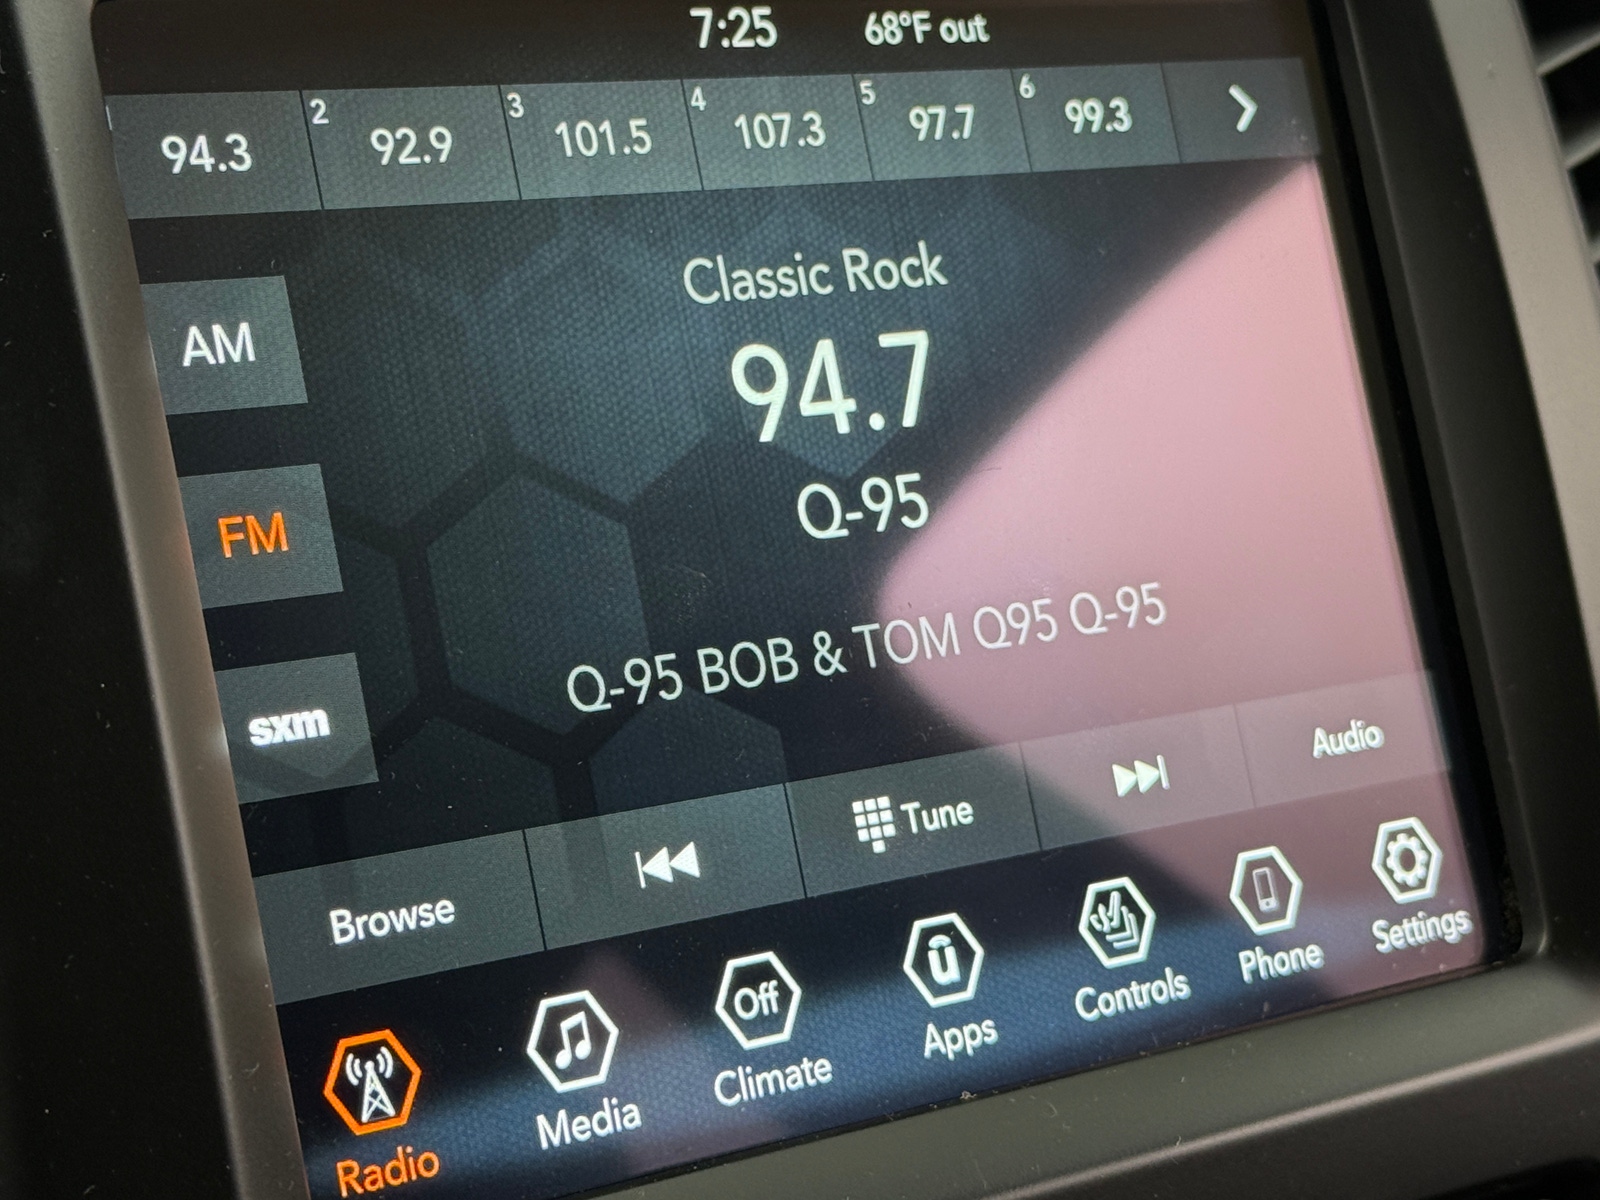 7:25 68°F out
94.3 2 92.9 3 101.5 4 107.3 5 97.7 6 99.3
Classic Rock
AM
94.7
FM
Q-95
Q-95 BOB & TOM Q95 Q-95
sxm
Browse Tune Audio
Radio Media Off Climate Apps Controls Phone Settings